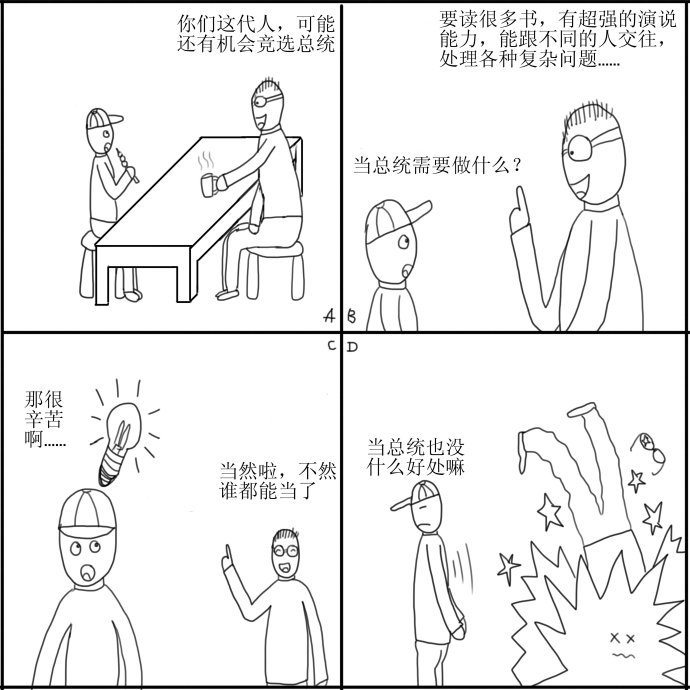 你们这代人，可能
还有机会竞选总统
A
要读很多书，有超强的演说
能力，能跟不同的人交往，
处理各种复杂问题……
当总统需要做什么？
B
C
那很
辛苦
啊……
当然啦，不然
谁都能当了
D
当总统也没
什么好处嘛